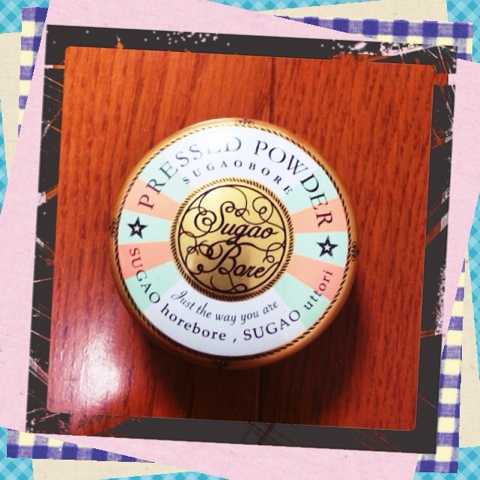 PRESSED POWDER
SUGAOBORE
Sugao
Bore
Just the way you are
SUGAO horebore , SUGAO uttori